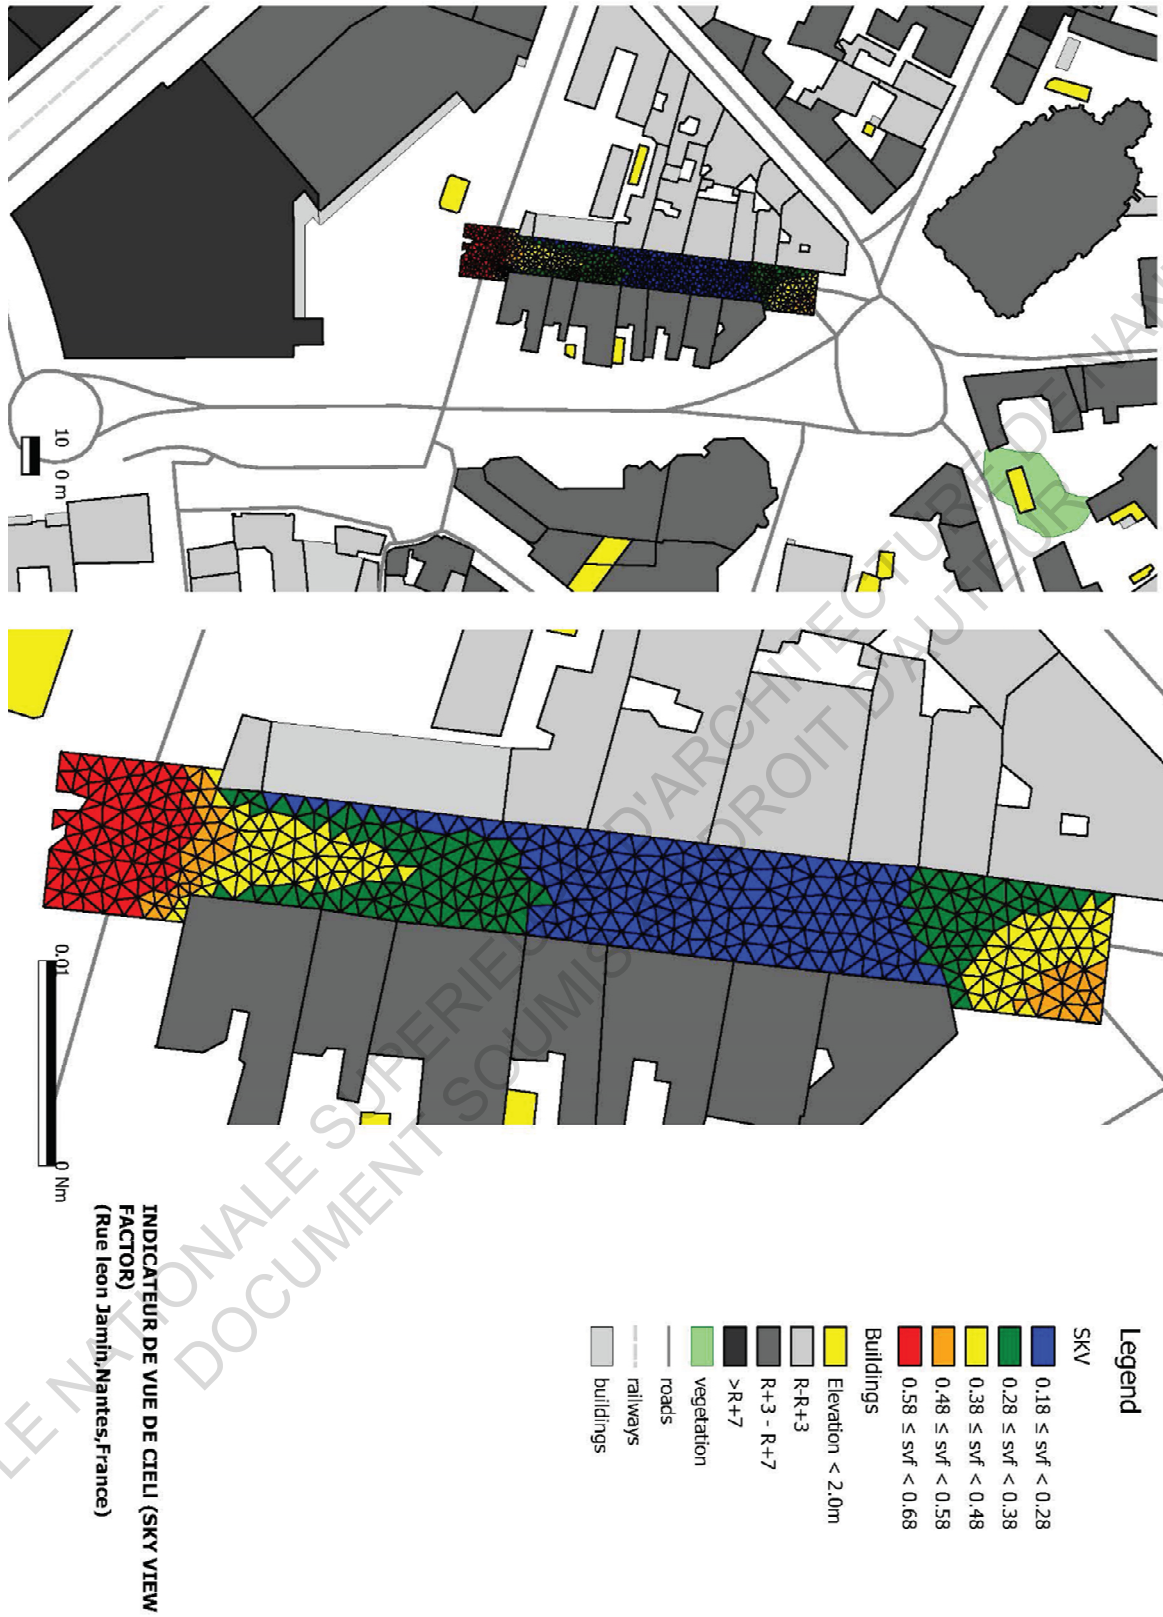 10 0 m
0.01 0 Nm
INDICATEUR DE VUE DE CIELI (SKY VIEW
FACTOR)
(Rue leon Jamin,Nantes,France)
Legend
SKV
0.18 ≤ svf < 0.28
0.28 ≤ svf < 0.38
0.38 ≤ svf < 0.48
0.48 ≤ svf < 0.58
0.58 ≤ svf < 0.68
Buildings
Elevation < 2.0m
R-R+3
R+3 - R+7
>R+7
vegetation
roads
railways
buildings
LE NATIONALE SUPERIEURE D'ARCHITECTURE DE NAN
DOCUMENT SOUMIS AU DROIT D'AUTEUR